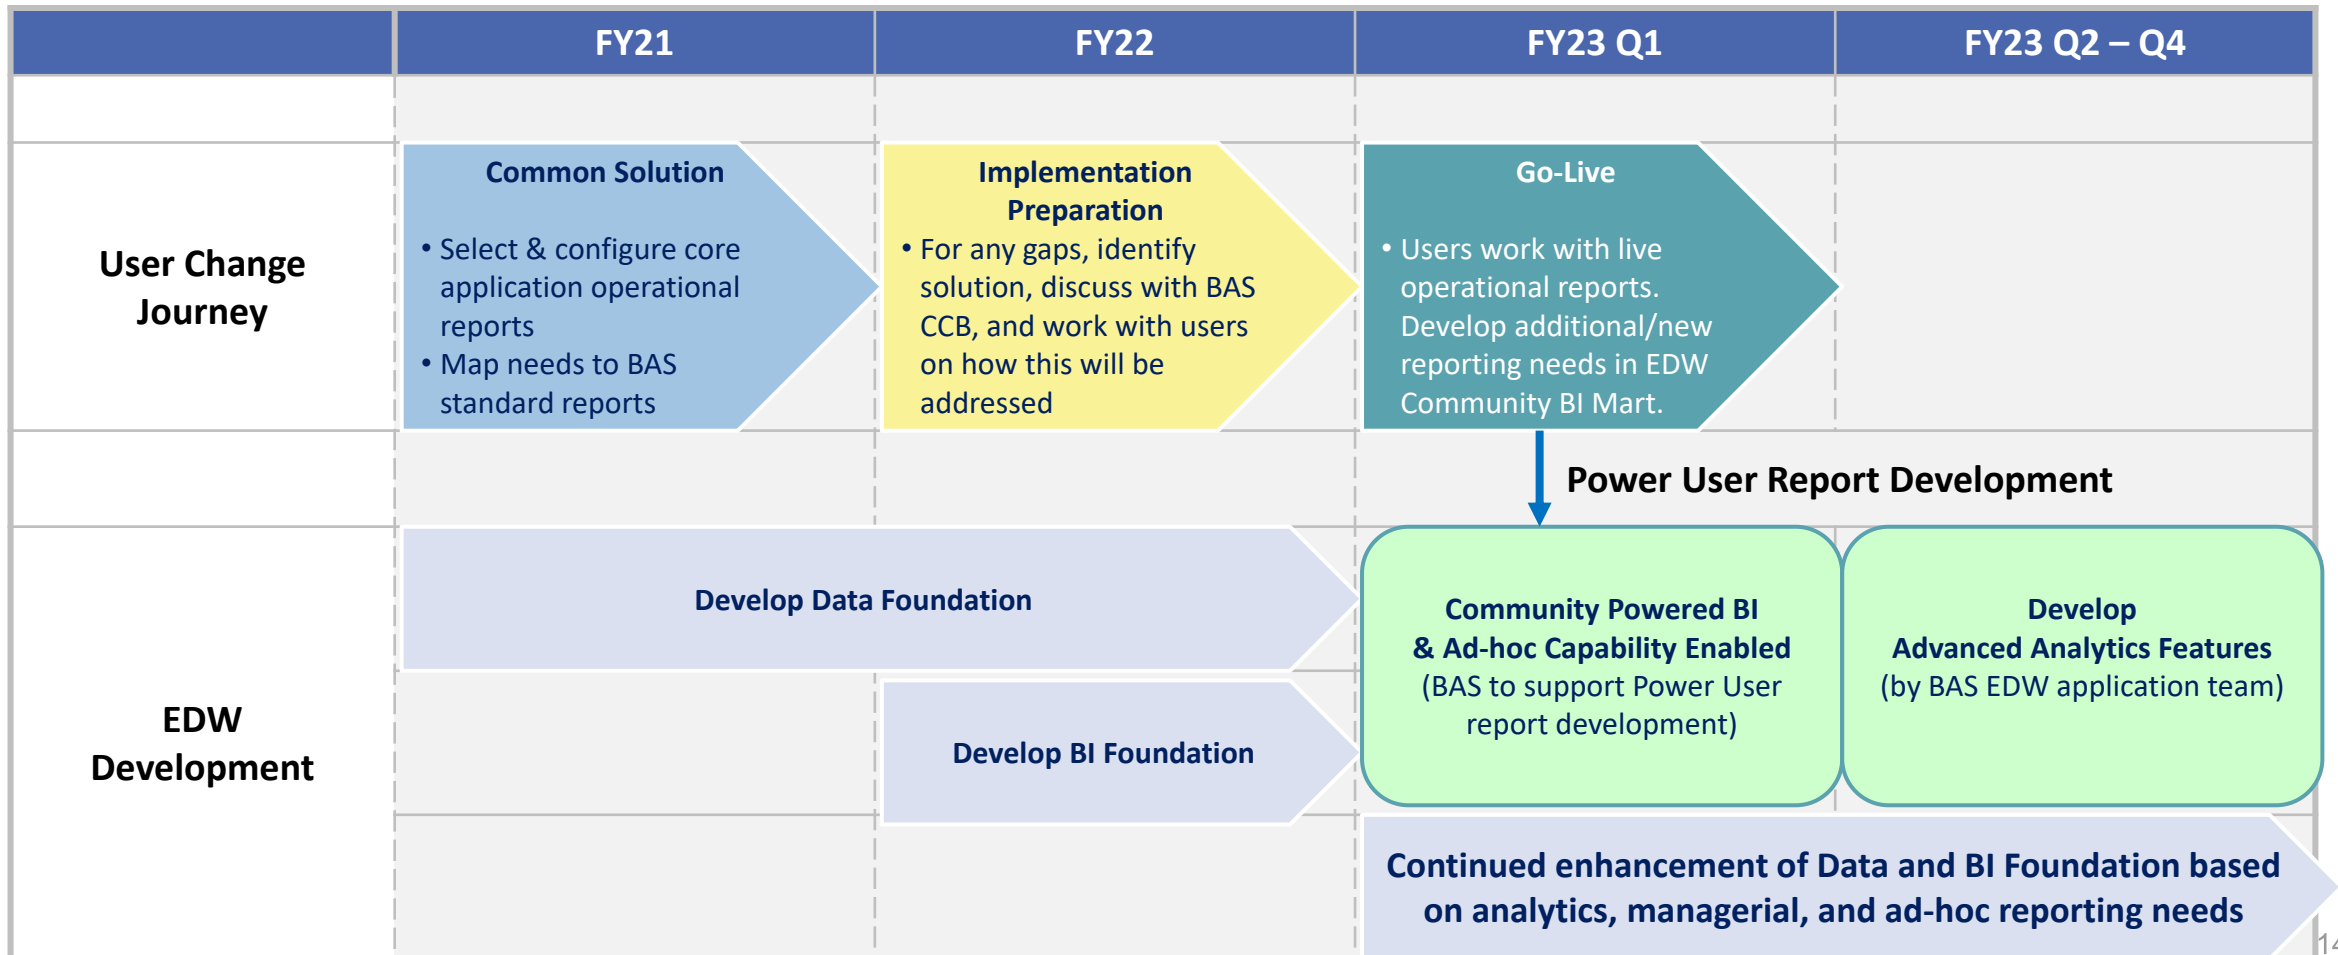 FY21
FY22
FY23 Q1
FY23 Q2 – Q4
User Change
Journey
Common Solution
• Select & configure core
application operational
reports
• Map needs to BAS
standard reports
Implementation
Preparation
• For any gaps, identify
solution, discuss with BAS
CCB, and work with users
on how this will be
addressed
Go-Live
• Users work with live
operational reports.
Develop additional/new
reporting needs in EDW
Community BI Mart.
Power User Report Development
EDW
Development
Develop Data Foundation
Develop BI Foundation
Community Powered BI
& Ad-hoc Capability Enabled
(BAS to support Power User
report development)
Develop
Advanced Analytics Features
(by BAS EDW application team)
Continued enhancement of Data and BI Foundation based
on analytics, managerial, and ad-hoc reporting needs
14